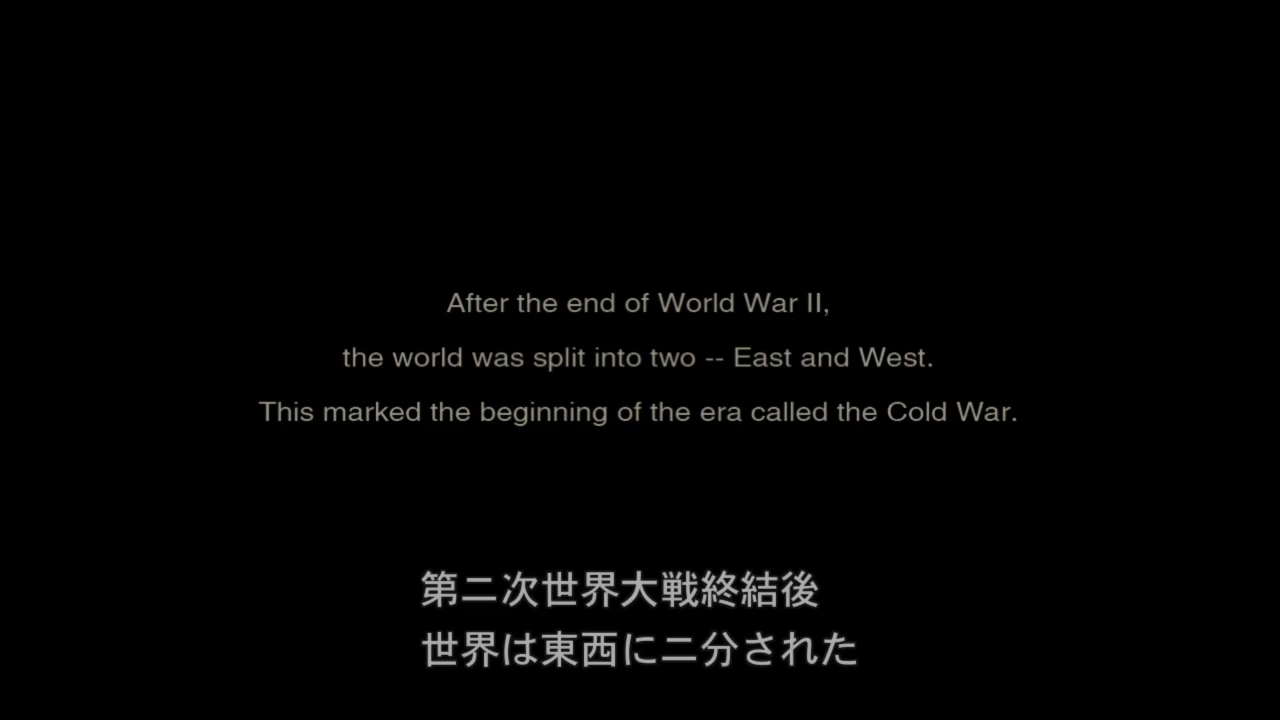 After the end of World War II,
the world was split into two -- East and West.
This marked the beginning of the era called the Cold War.
第二次世界大戦終結後
世界は東西に二分された